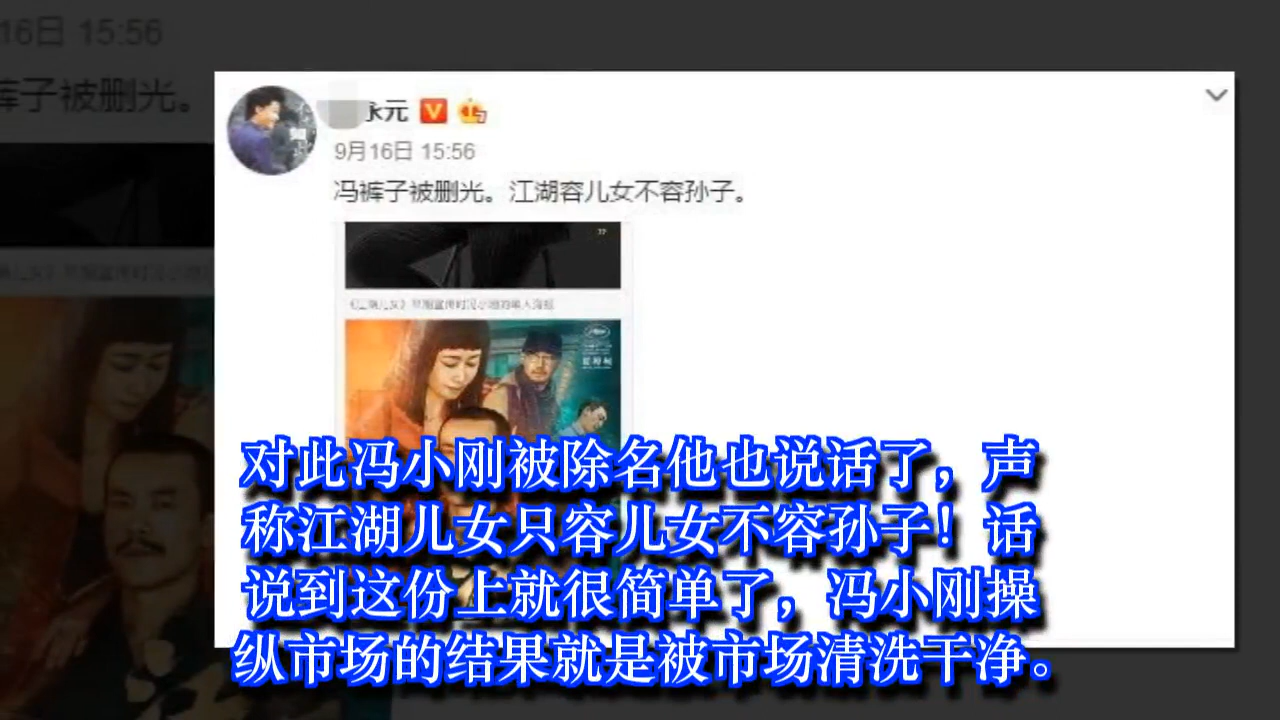 16日 15:56
裤子被删光。
永元
9月16日 15:56
冯裤子被删光。江湖容儿女不容孙子。
对此冯小刚被除名他也说话了，声
称江湖儿女只容儿女不容孙子！话
说到这份上就很简单了，冯小刚操
纵市场的结果就是被市场清洗干净。